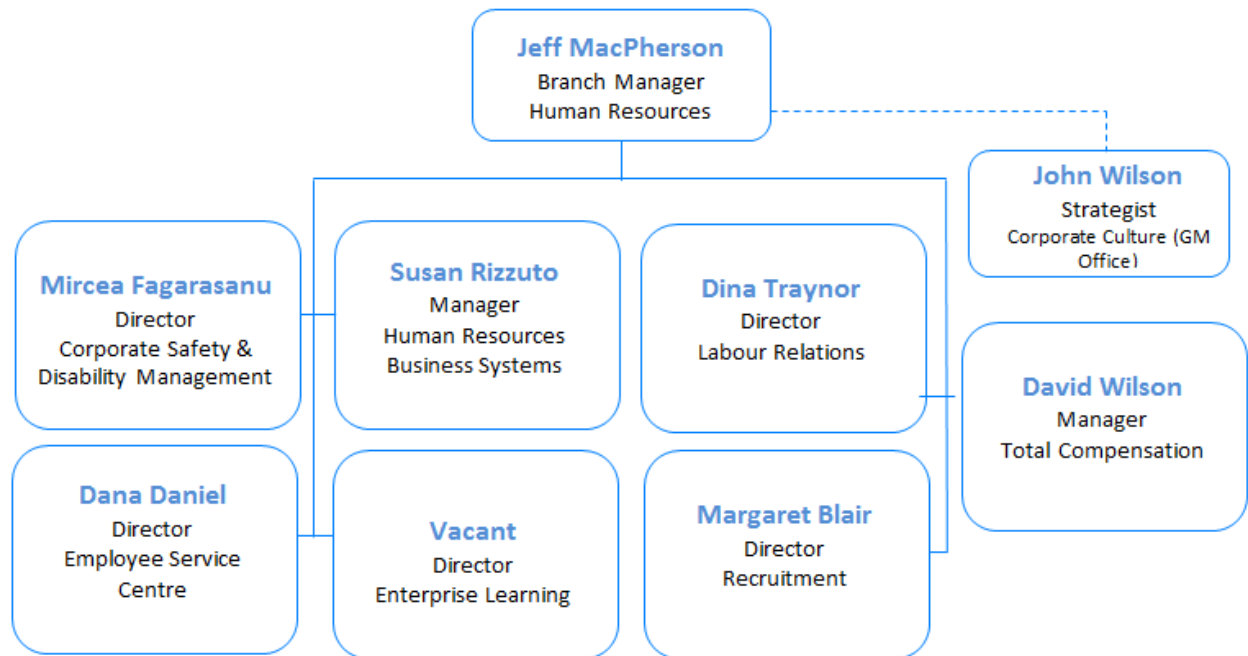 Jeff MacPherson
Branch Manager
Human Resources
John Wilson
Strategist
Corporate Culture (GM
Office)
Mircea Fagarasanu
Director
Corporate Safety &
Disability Management
Susan Rizzuto
Manager
Human Resources
Business Systems
Dina Traynor
Director
Labour Relations
David Wilson
Manager
Total Compensation
Dana Daniel
Director
Employee Service
Centre
Vacant
Director
Enterprise Learning
Margaret Blair
Director
Recruitment